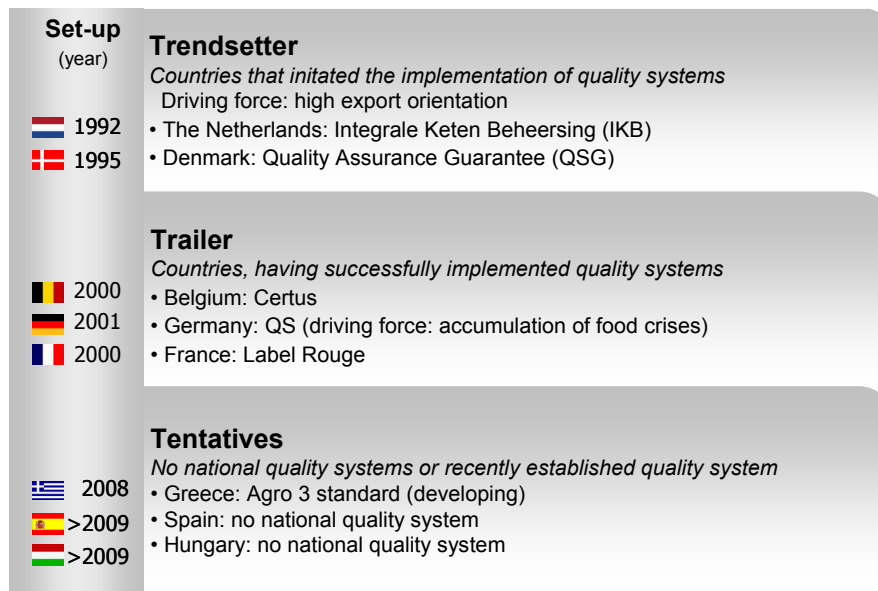 Set-up
(year)
Trendsetter
Countries that initated the implementation of quality systems
Driving force: high export orientation
1992
• The Netherlands: Integrale Keten Beheersing (IKB)
1995
• Denmark: Quality Assurance Guarantee (QSG)
Trailer
Countries, having successfully implemented quality systems
2000
• Belgium: Certus
2001
• Germany: QS (driving force: accumulation of food crises)
2000
• France: Label Rouge
Tentatives
No national quality systems or recently established quality system
2008
• Greece: Agro 3 standard (developing)
>2009
• Spain: no national quality system
>2009
• Hungary: no national quality system